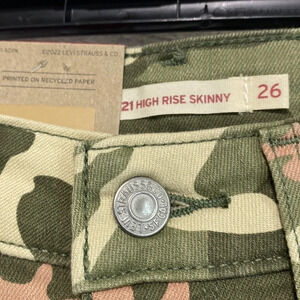 ©2022 LEVI STRAUSS & CO.
PRINTED ON RECYCLED PAPER
21 HIGH RISE SKINNY 26